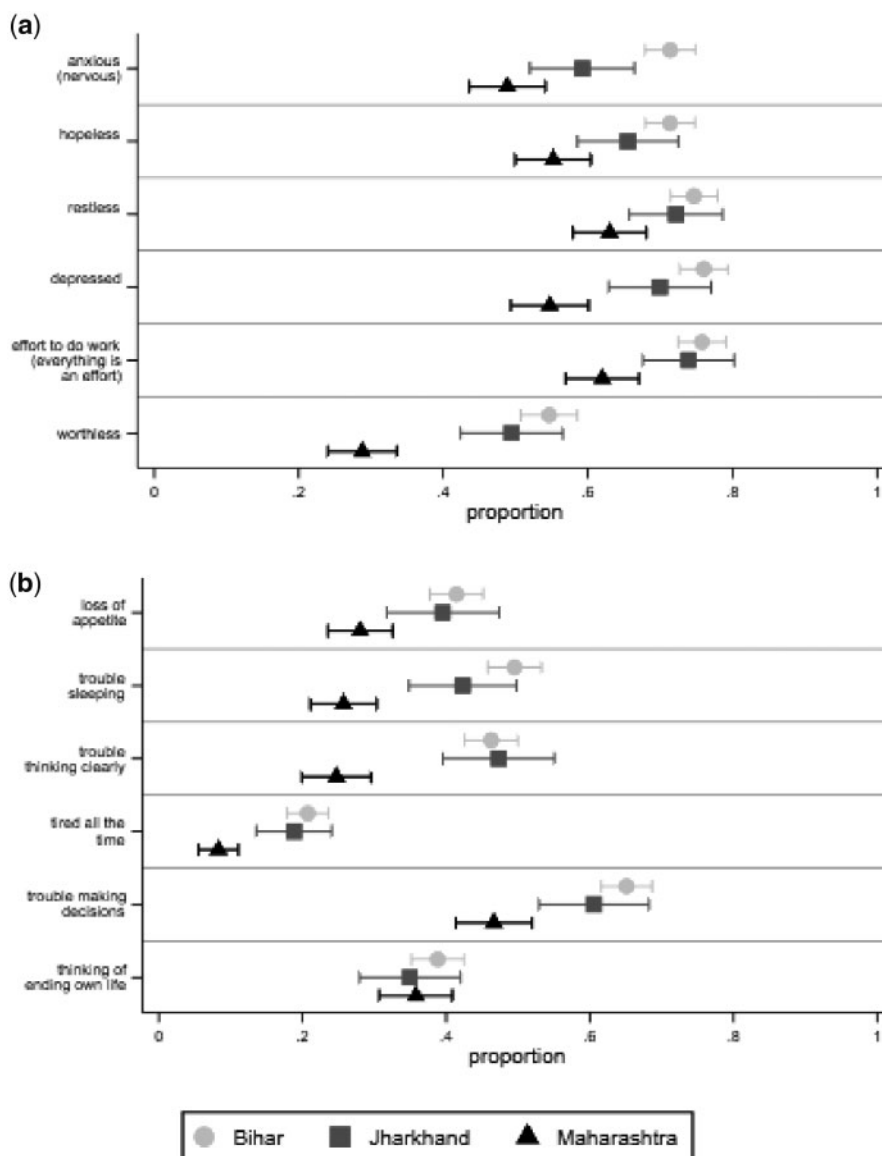 (a)
anxious
(nervous)
hopeless
restless
depressed
effort to do work
(everything is
an effort)
worthless
0 .2 .4 .6 .8 1
proportion
(b)
loss of
appetite
trouble
sleeping
trouble
thinking clearly
tired all the
time
trouble making
decisions
thinking of
ending own life
0 .2 .4 .6 .8 1
proportion
Bihar Jharkhand Maharashtra